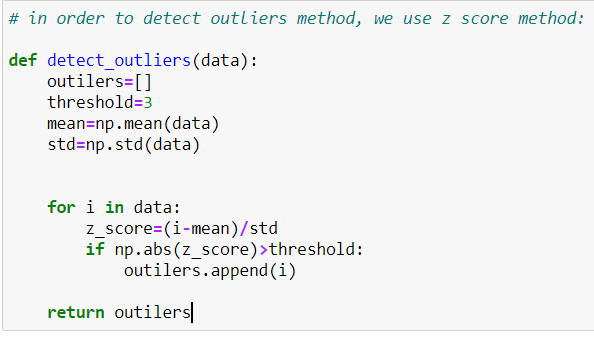 # in order to detect outliers method, we use z score method:
def detect_outliers(data):
    outilers=[]
    threshold=3
    mean=np.mean(data)
    std=np.std(data)
    for i in data:
        z_score=(i-mean)/std
        if np.abs(z_score)>threshold:
            outilers.append(i)
    return outilers